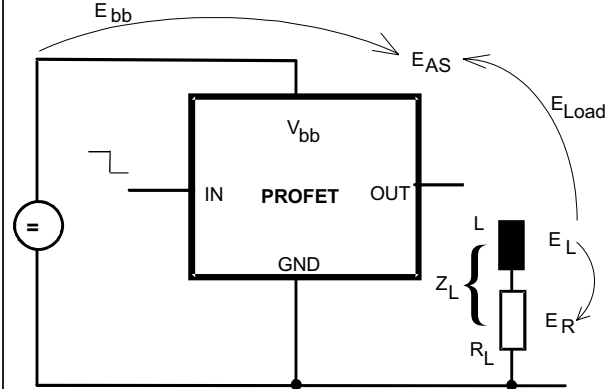 E bb
E AS
E Load
V bb
IN
PROFET
OUT
=
L
E L
GND
Z L
{
E R
R L